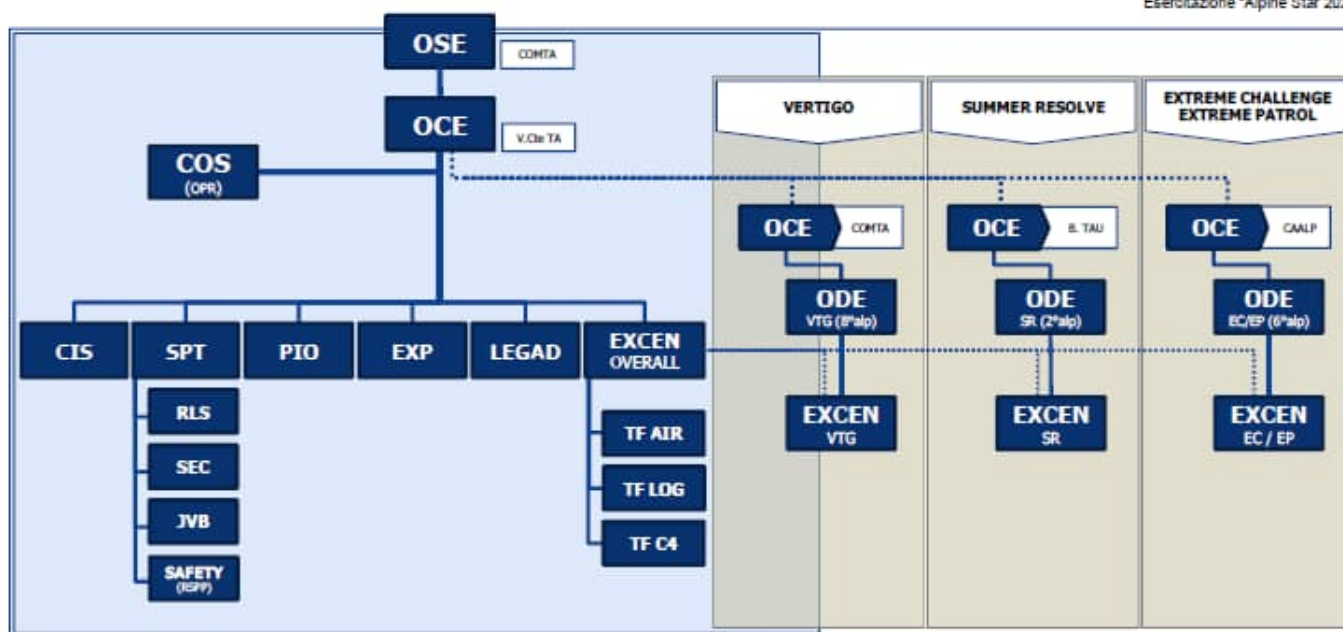 Esercitazione "Alpine Star 202
OSE
COMTA
OCE
V.Cte TA
COS
(OPR)
VERTIGO
SUMMER RESOLVE
EXTREME CHALLENGE
EXTREME PATROL
OCE
COMTA
OCE
B. TAU
OCE
CAALP
ODE
VTG (8°alp)
ODE
SR (2°alp)
ODE
EC/EP (6°alp)
CIS
SPT
PIO
EXP
LEGAD
EXCEN
OVERALL
RLS
SEC
JVB
SAFETY
(RSPP)
TF AIR
TF LOG
TF C4
EXCEN
VTG
EXCEN
SR
EXCEN
EC / EP